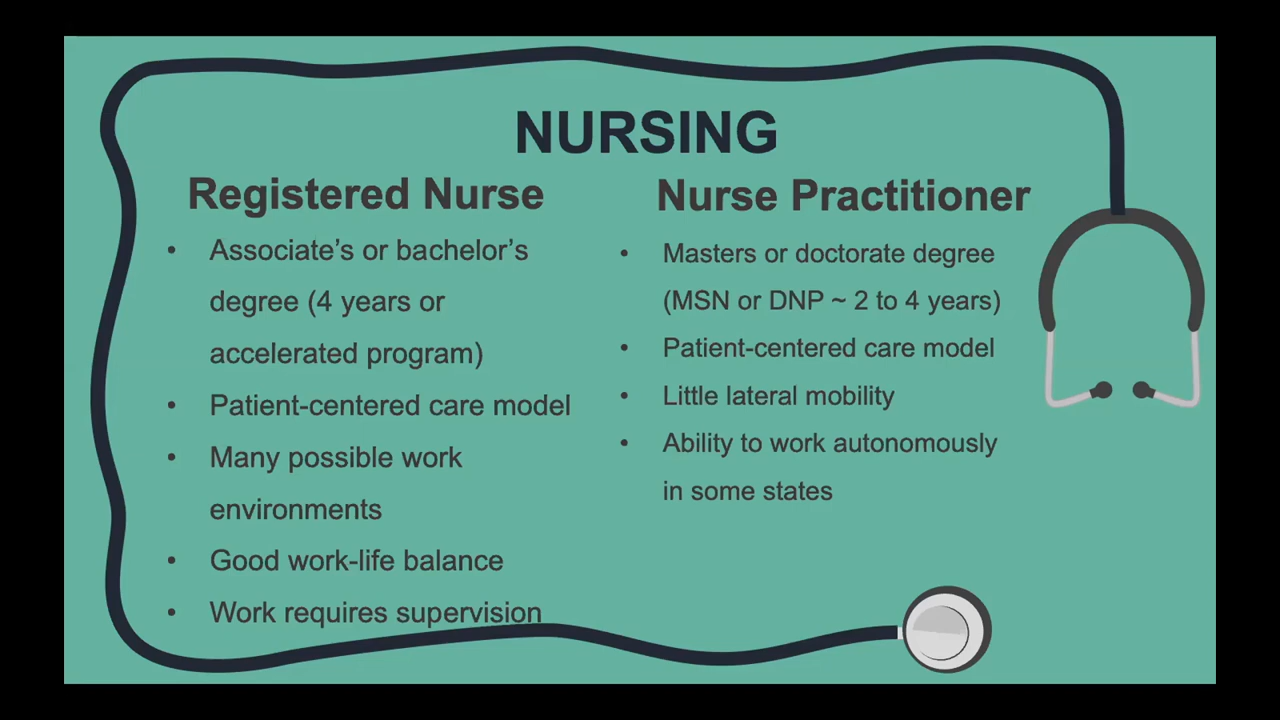 NURSING
Registered Nurse
• Associate’s or bachelor’s
degree (4 years or
accelerated program)
• Patient-centered care model
• Many possible work
environments
• Good work-life balance
• Work requires supervision
Nurse Practitioner
• Masters or doctorate degree
(MSN or DNP ~ 2 to 4 years)
• Patient-centered care model
• Little lateral mobility
• Ability to work autonomously
in some states